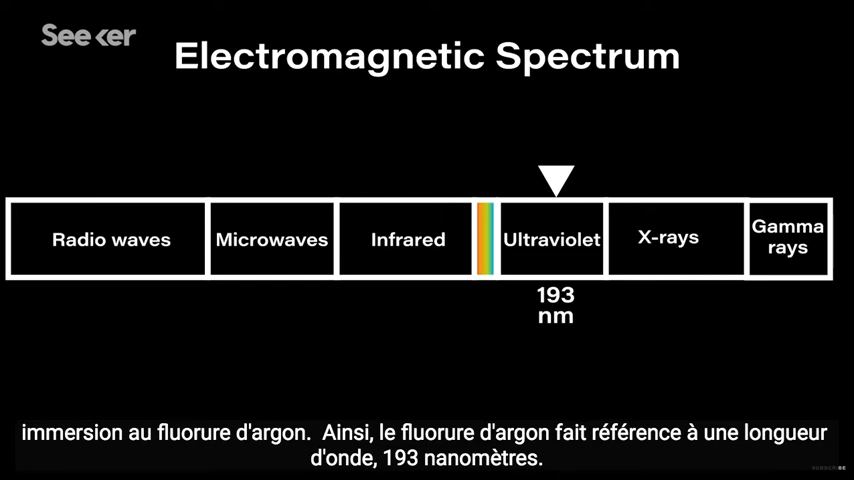 Seeker
Electromagnetic Spectrum
Radio waves
Microwaves
Infrared
Ultraviolet
X-rays
Gamma
rays
193
nm
immersion au fluorure d'argon.  Ainsi, le fluorure d'argon fait référence à une longueur
d'onde, 193 nanomètres.